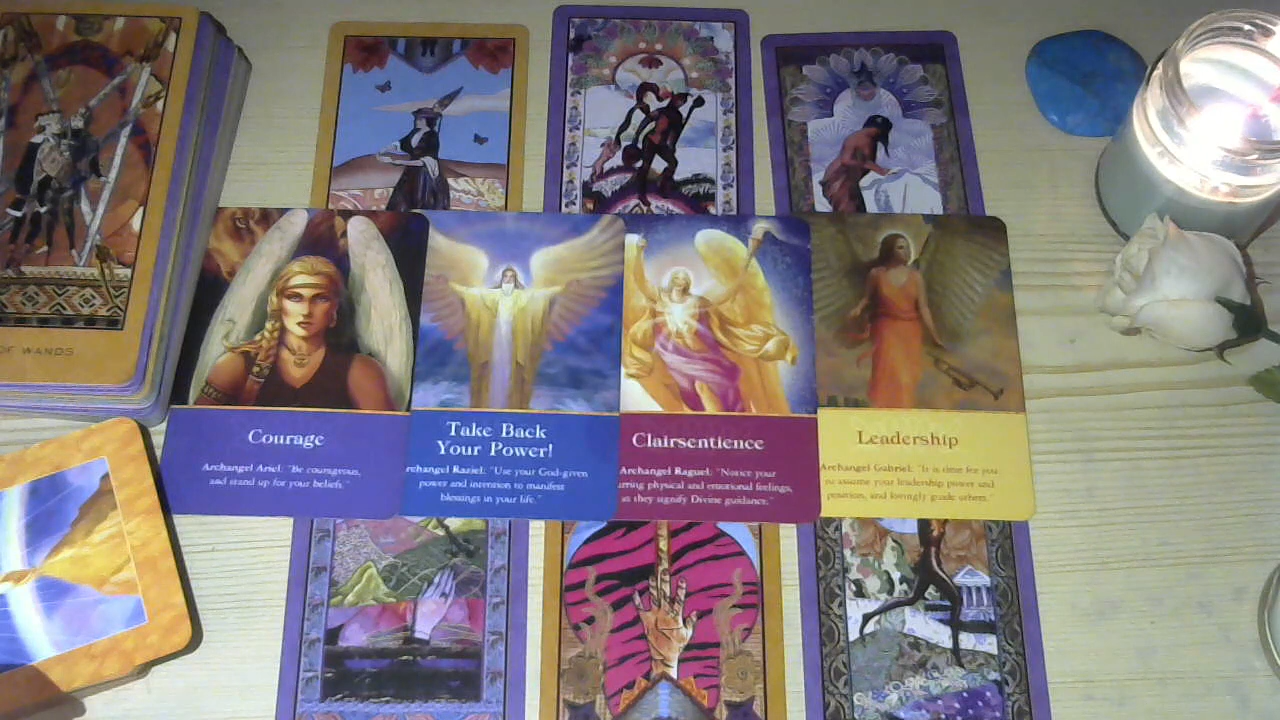 OF WANDS
Courage
Archangel Ariel: "Be courageous,
and stand up for your beliefs."
Take Back
Your Power!
rchangel Raziel: "Use your God-given
power and intention to manifest
blessings in your life."
Clairsentience
Archangel Raguel: "Notice your
urring physical and emotional feelings,
as they signify Divine guidance."
Leadership
Archangel Gabriel: "It is time for you
to assume your leadership power and
position, and lovingly guide others."